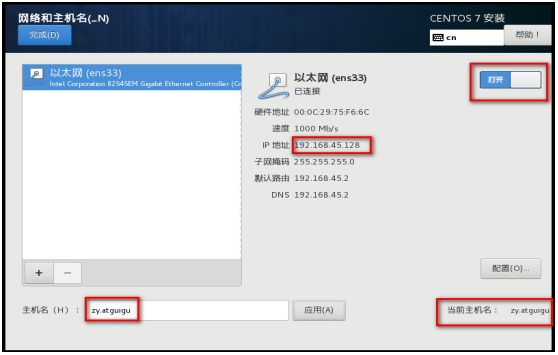 网络和主机名(_N)
CENTOS 7 安装
完成(D)
cn
帮助！
以太网 (ens33)
Intel Corporation 82545EM Gigabit Ethernet Controller (Co
以太网 (ens33)
已连接
打开
硬件地址 00:0C:29:75:F6:6C
速度 1000 Mb/s
IP 地址 192.168.45.128
子网掩码 255.255.255.0
默认路由 192.168.45.2
DNS 192.168.45.2
+ −
配置(O)...
主机名（H）： zy.atguigu
应用(A)
当前主机名： zy.atguigu